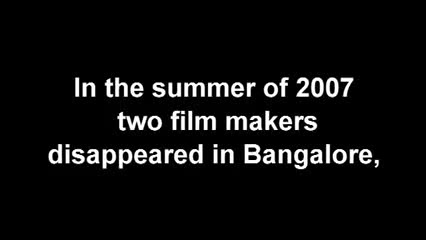 In the summer of 2007
two film makers
disappeared in Bangalore,